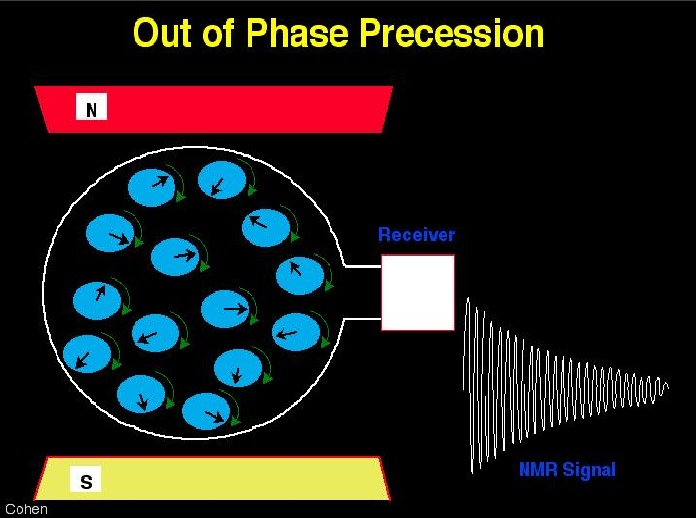 Out of Phase Precession
N
Receiver
NMR Signal
S
Cohen